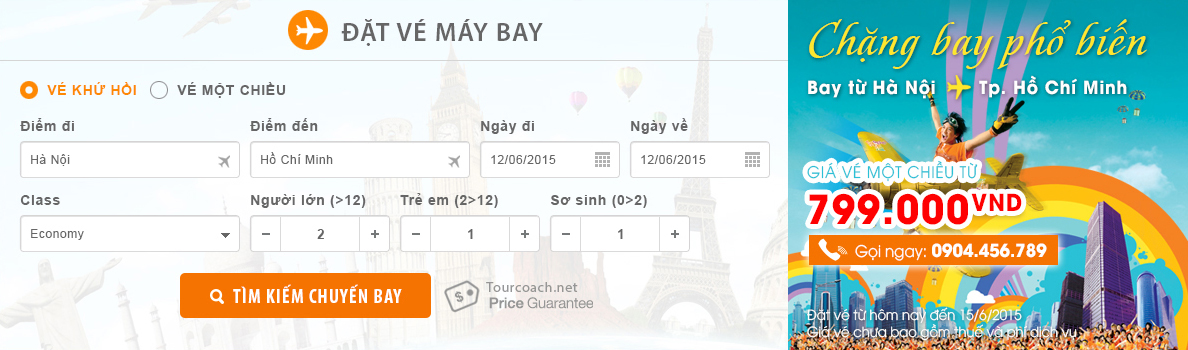 ĐẶT VÉ MÁY BAY
VÉ KHỨ HỒI VÉ MỘT CHIỀU
Điểm đi Điểm đến Ngày đi Ngày về
Hà Nội Hồ Chí Minh 12/06/2015 12/06/2015
Class Người lớn (>12) Trẻ em (2>12) Sơ sinh (0>2)
Economy − 2 + − 1 + − 1 +
TÌM KIẾM CHUYẾN BAY
Tourcoach.net
Price Guarantee
Chặng bay phổ biến
Bay từ Hà Nội Tp. Hồ Chí Minh
GIÁ VÉ MỘT CHIỀU TỪ
799.000VND
Gọi ngay: 0904.456.789
Đặt vé từ hôm nay đến 15/6/2015
Giá vé chưa bao gồm thuế và phí dịch vụ